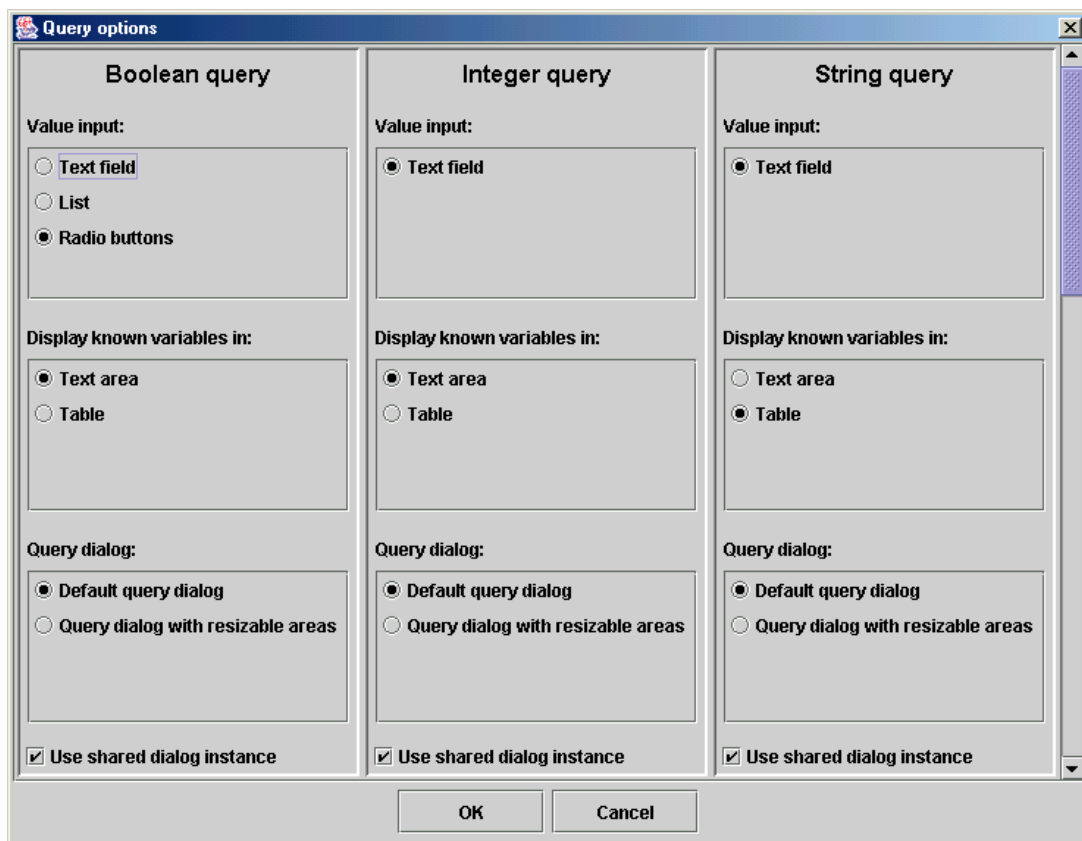 Query options
Boolean query
Value input:
Text field
List
Radio buttons
Display known variables in:
Text area
Table
Query dialog:
Default query dialog
Query dialog with resizable areas
Use shared dialog instance
Integer query
Value input:
Text field
Display known variables in:
Text area
Table
Query dialog:
Default query dialog
Query dialog with resizable areas
Use shared dialog instance
String query
Value input:
Text field
Display known variables in:
Text area
Table
Query dialog:
Default query dialog
Query dialog with resizable areas
Use shared dialog instance
OK
Cancel